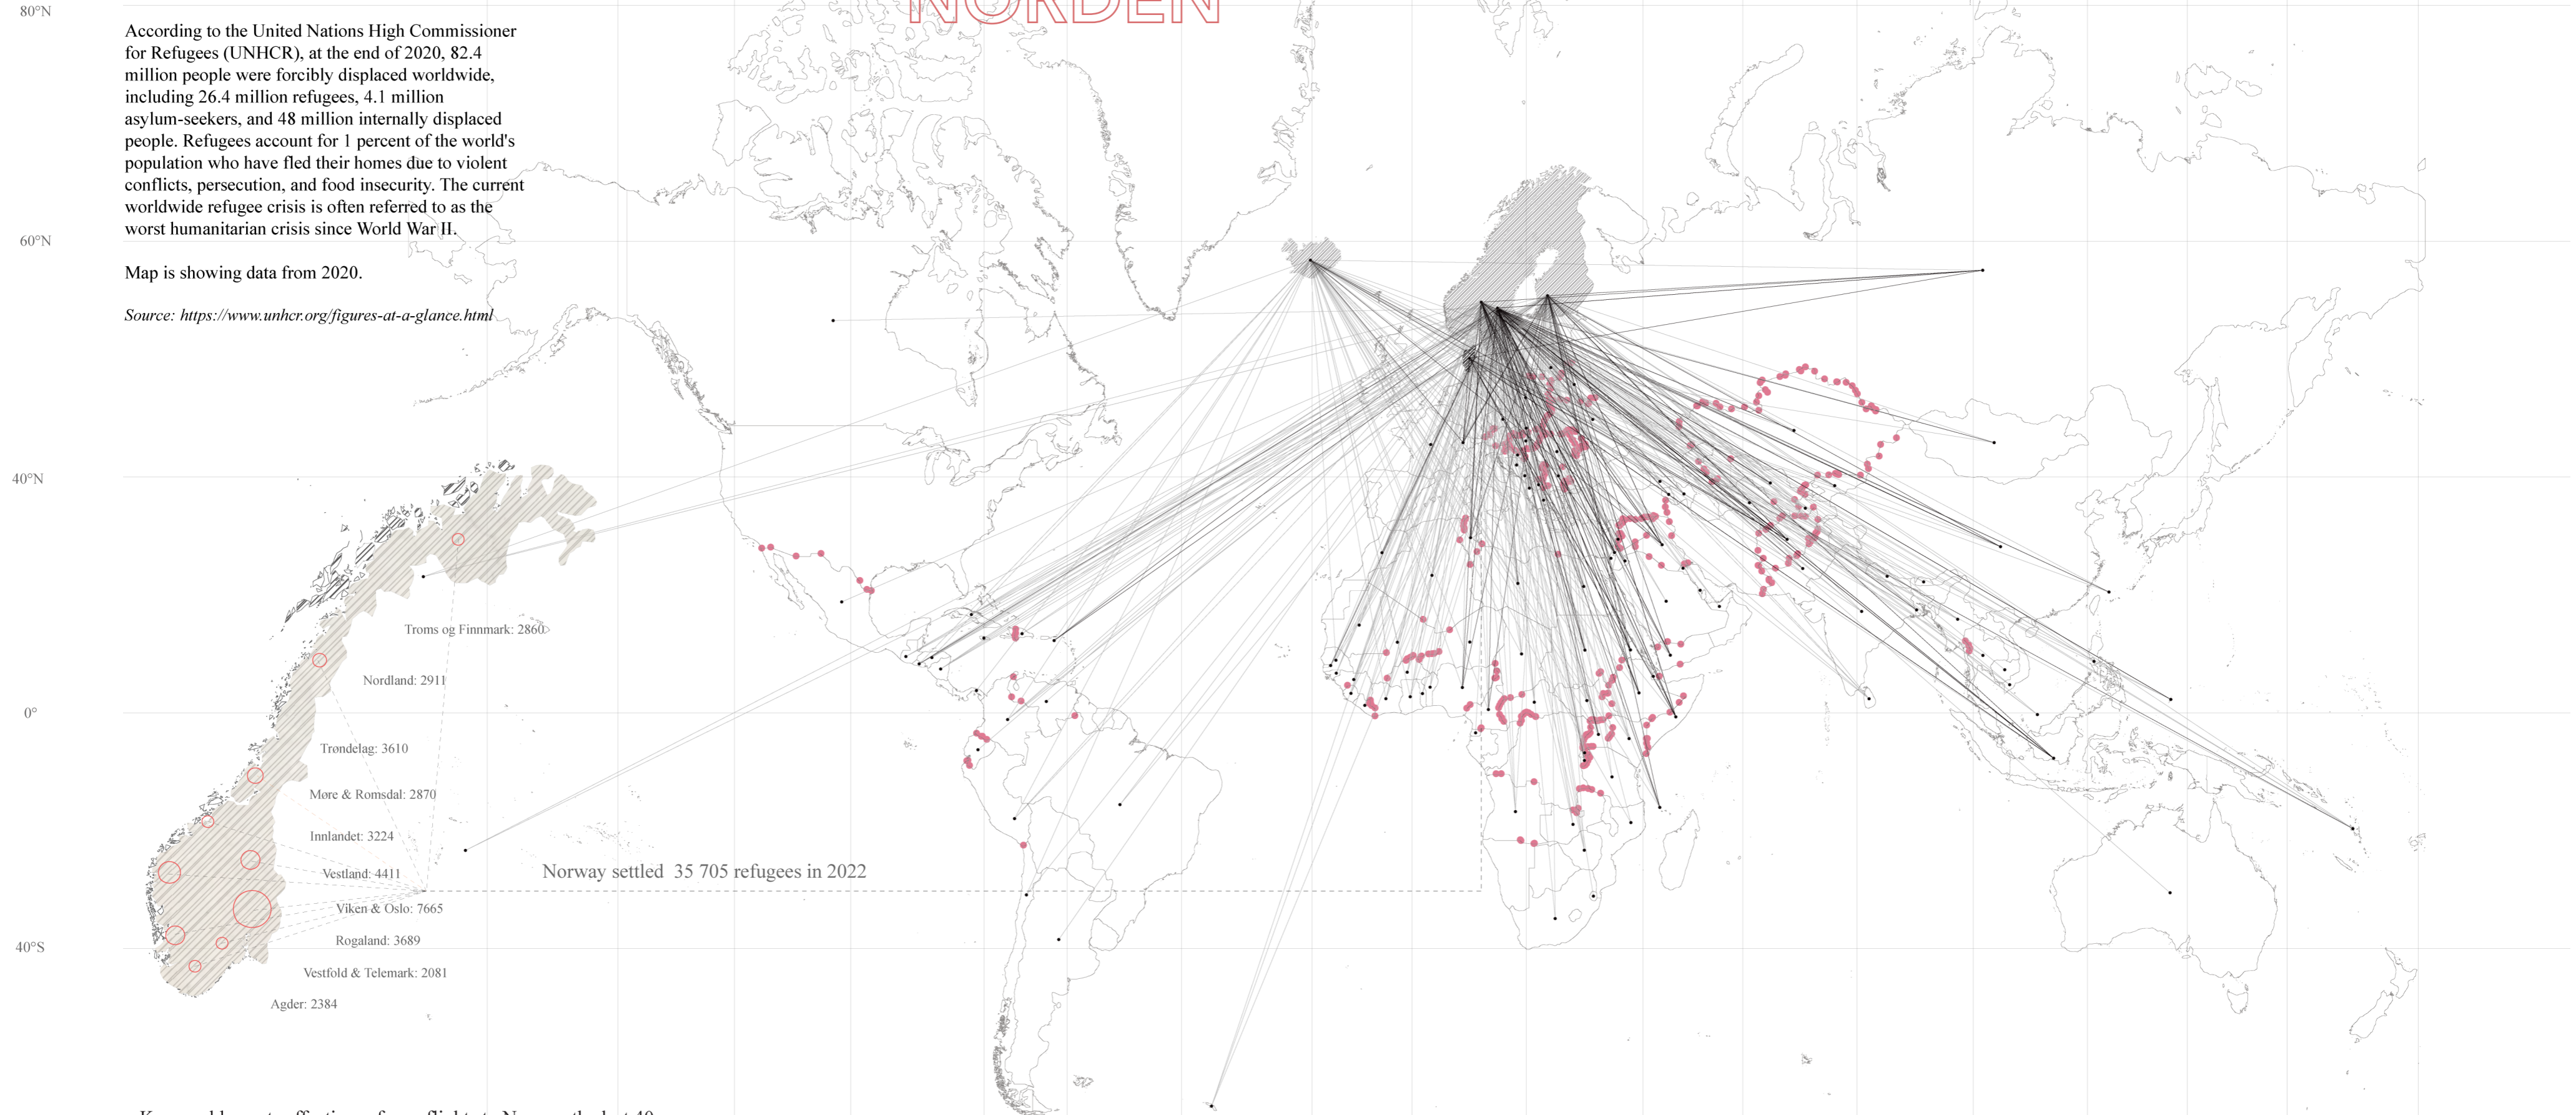 NORDEN
80°N
According to the United Nations High Commissioner
for Refugees (UNHCR), at the end of 2020, 82.4
million people were forcibly displaced worldwide,
including 26.4 million refugees, 4.1 million
asylum-seekers, and 48 million internally displaced
people. Refugees account for 1 percent of the world's
population who have fled their homes due to violent
conflicts, persecution, and food insecurity. The current
worldwide refugee crisis is often referred to as the
worst humanitarian crisis since World War II.
60°N
Map is showing data from 2020.
Source: https://www.unhcr.org/figures-at-a-glance.html
40°N
Troms og Finnmark: 2860
Nordland: 2911
0°
Trøndelag: 3610
Møre & Romsdal: 2870
Innlandet: 3224
Vestland: 4411
Norway settled 35 705 refugees in 2022
Viken & Oslo: 7665
Rogaland: 3689
40°S
Vestfold & Telemark: 2081
Agder: 2384